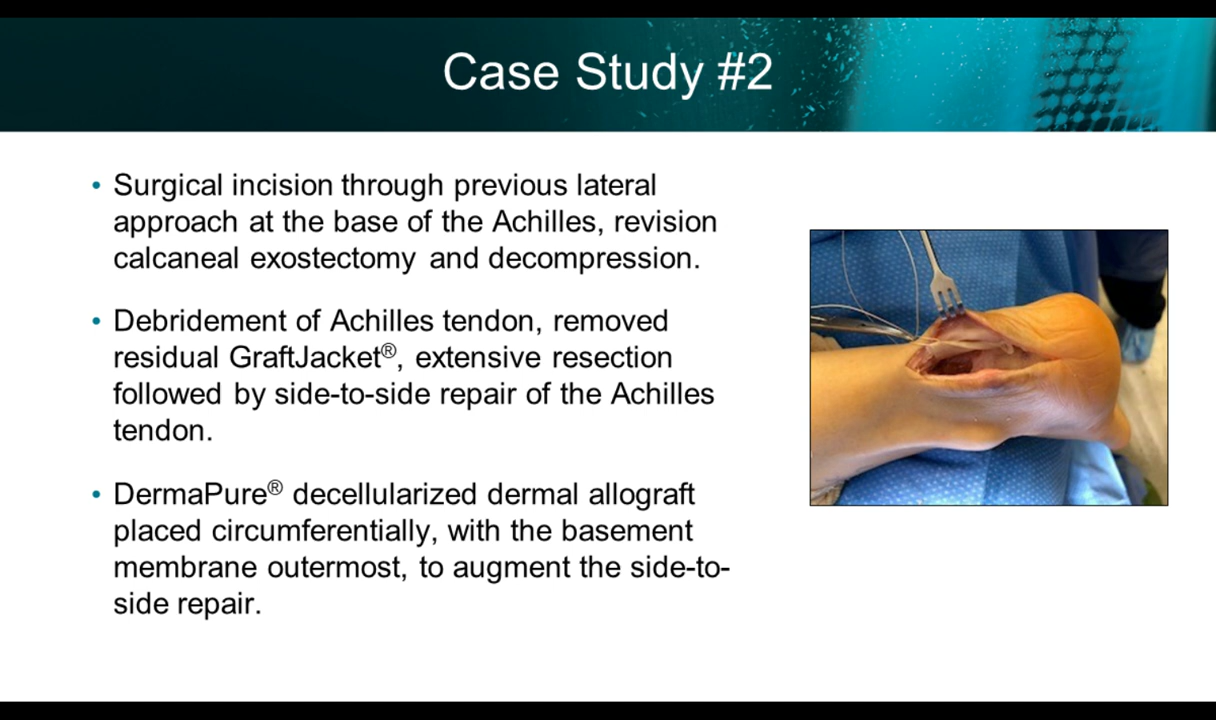 Case Study #2
• Surgical incision through previous lateral
approach at the base of the Achilles, revision
calcaneal exostectomy and decompression.
• Debridement of Achilles tendon, removed
residual GraftJacket®, extensive resection
followed by side-to-side repair of the Achilles
tendon.
• DermaPure® decellularized dermal allograft
placed circumferentially, with the basement
membrane outermost, to augment the side-to-
side repair.